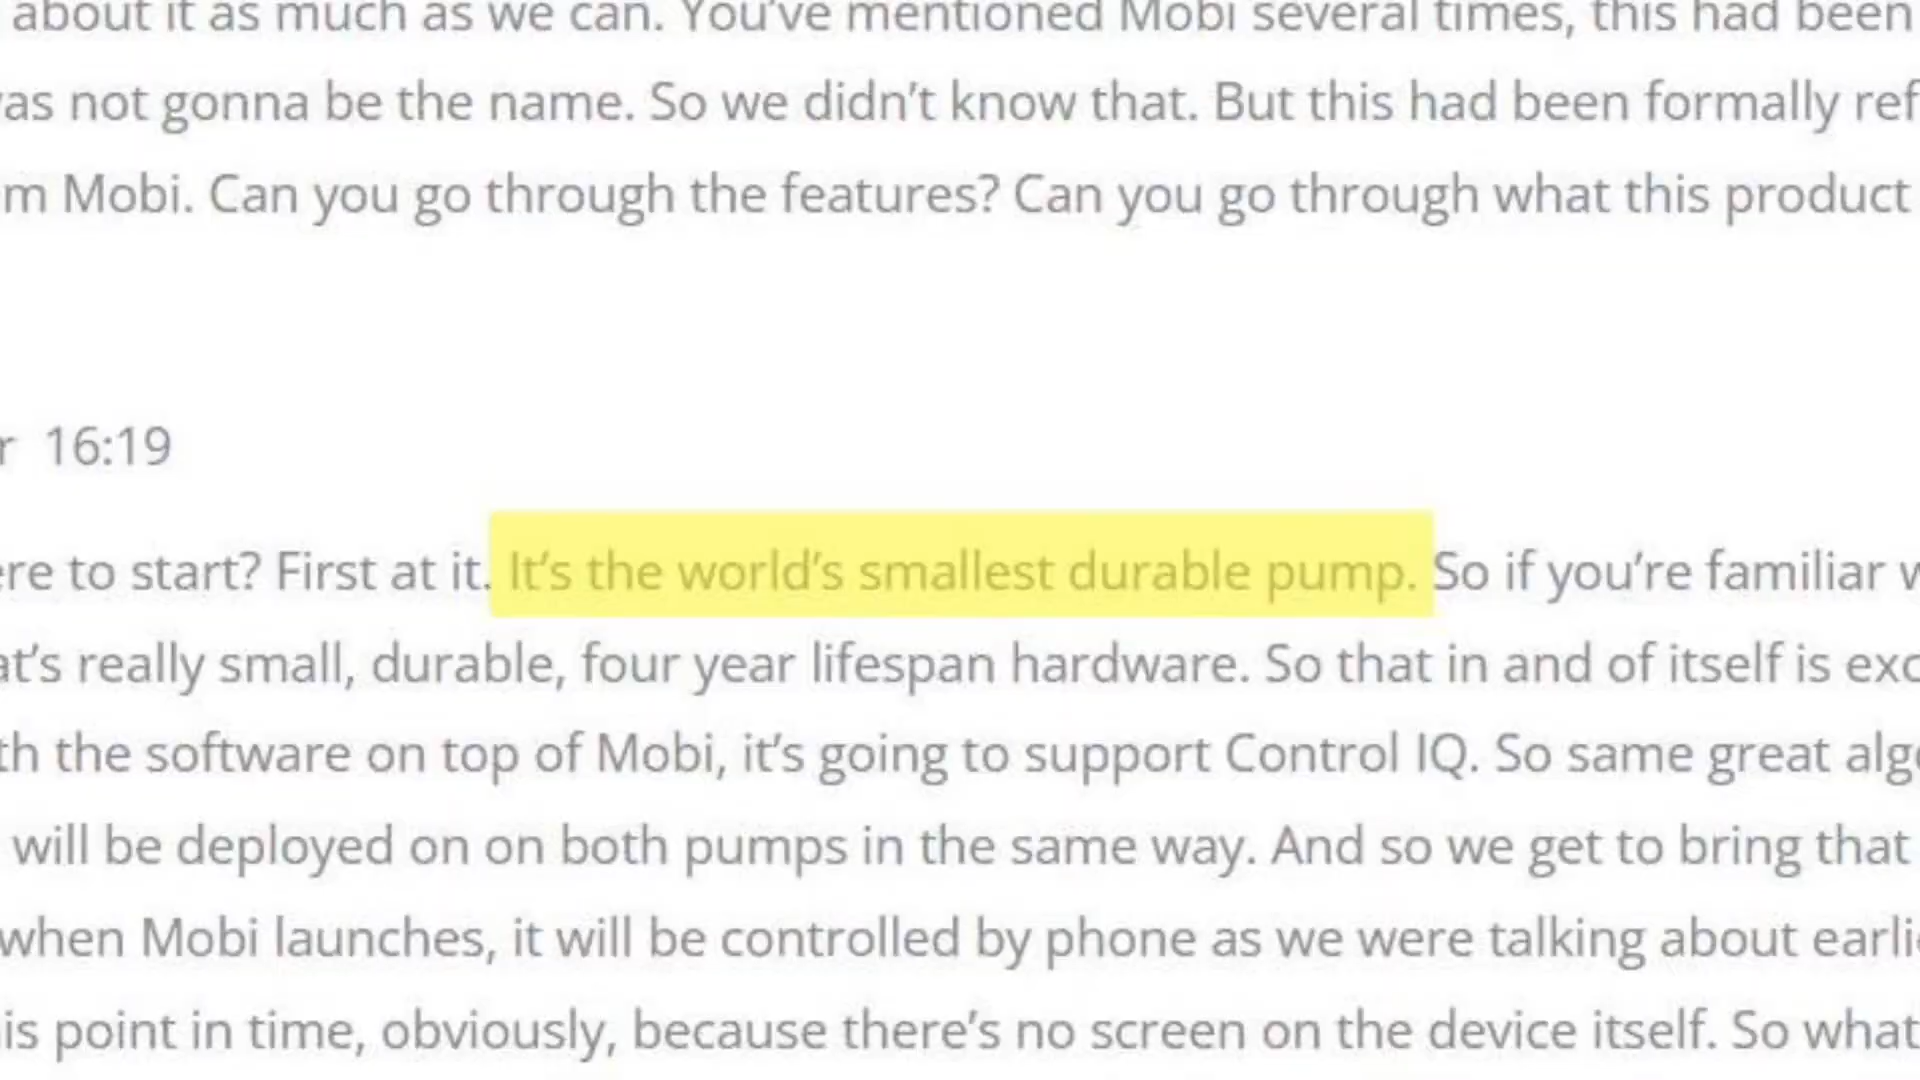 about it as much as we can. You've mentioned Mobi several times, this had been
was not gonna be the name. So we didn't know that. But this had been formally ref
m Mobi. Can you go through the features? Can you go through what this product
r 16:19
ere to start? First at it. It's the world's smallest durable pump. So if you're familiar w
at's really small, durable, four year lifespan hardware. So that in and of itself is exc
th the software on top of Mobi, it's going to support Control IQ. So same great algo
will be deployed on on both pumps in the same way. And so we get to bring that
when Mobi launches, it will be controlled by phone as we were talking about earlie
is point in time, obviously, because there's no screen on the device itself. So what